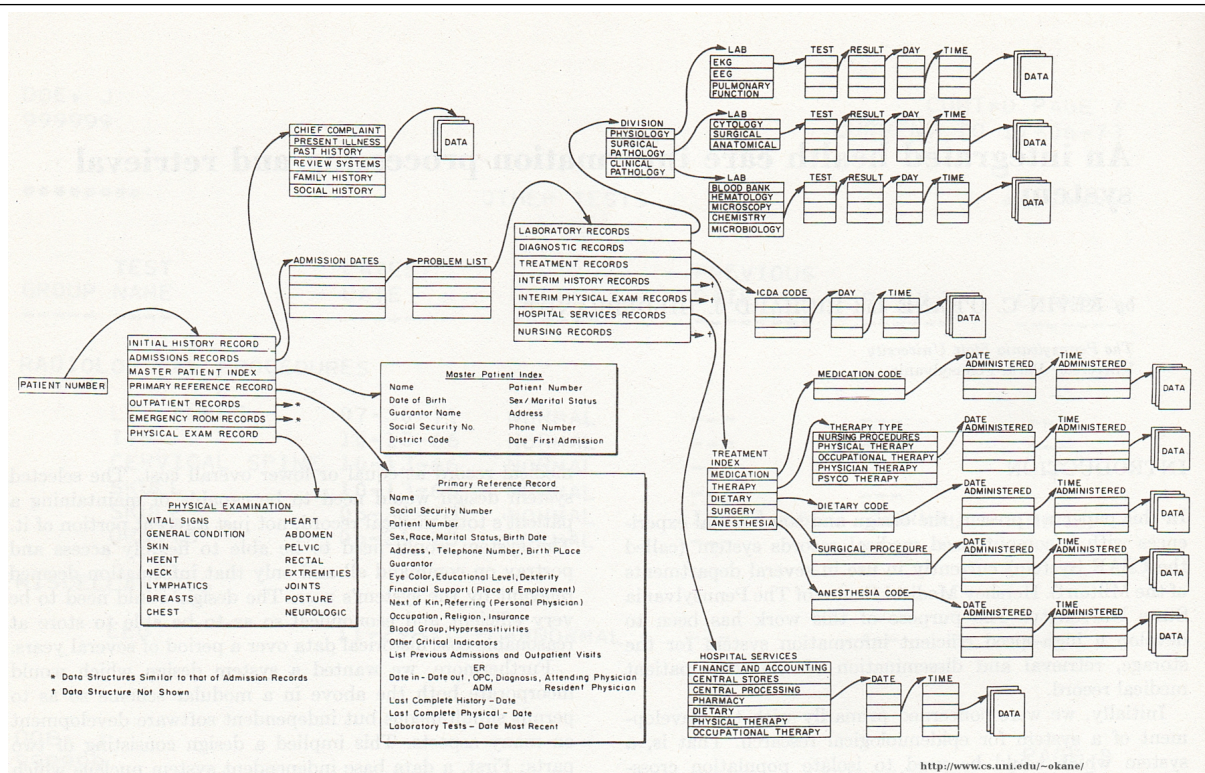 LAB
EKG
EEG
PULMONARY
FUNCTION
TEST
RESULT
DAY
TIME
DATA
DIVISION
PHYSIOLOGY
SURGICAL
PATHOLOGY
CLINICAL
PATHOLOGY
LAB
CYTOLOGY
SURGICAL
ANATOMICAL
TEST
RESULT
DAY
TIME
DATA
LAB
BLOOD BANK
HEMATOLOGY
MICROSCOPY
CHEMISTRY
MICROBIOLOGY
TEST
RESULT
DAY
TIME
DATA
CHIEF COMPLAINT
PRESENT ILLNESS
PAST HISTORY
REVIEW SYSTEMS
FAMILY HISTORY
SOCIAL HISTORY
DATA
An integrated health care information processing and retrieval
system
ADMISSION DATES
PROBLEM LIST
LABORATORY RECORDS
DIAGNOSTIC RECORDS
TREATMENT RECORDS
INTERIM HISTORY RECORDS †
INTERIM PHYSICAL EXAM RECORDS †
HOSPITAL SERVICES RECORDS
NURSING RECORDS †
ICDA CODE
DAY
TIME
DATA
PATIENT NUMBER
INITIAL HISTORY RECORD
ADMISSIONS RECORDS
MASTER PATIENT INDEX
PRIMARY REFERENCE RECORD
OUTPATIENT RECORDS *
EMERGENCY ROOM RECORDS *
PHYSICAL EXAM RECORD
Master Patient Index
Name Patient Number
Date of Birth Sex/Marital Status
Guarantor Name Address
Social Security No. Phone Number
District Code Date First Admission
PHYSICAL EXAMINATION
VITAL SIGNS HEART
GENERAL CONDITION ABDOMEN
SKIN PELVIC
HEENT RECTAL
NECK EXTREMITIES
LYMPHATICS JOINTS
BREASTS POSTURE
CHEST NEUROLOGIC
* Data Structures Similar to that of Admission Records
† Data Structure Not Shown
Primary Reference Record
Name
Social Security Number
Patient Number
Sex, Race, Marital Status, Birth Date
Address, Telephone Number, Birth PLace
Guarantor
Eye Color, Educational Level, Dexterity
Financial Support (Place of Employment)
Next of Kin, Referring (Personal Physician)
Occupation, Religion, Insurance
Blood Group, Hypersensitivities
Other Critical Indicators
List Previous Admissions and Outpatient Visits
ER
Date in - Date out, OPC, Diagnosis, Attending Physician
ADM Resident Physician
Last Complete History - Date
Last Complete Physical - Date
Laboratory Tests - Date Most Recent
TREATMENT
INDEX
MEDICATION
THERAPY
DIETARY
SURGERY
ANESTHESIA
MEDICATION CODE
DATE
ADMINISTERED
TIME
ADMINISTERED
DATA
THERAPY TYPE
NURSING PROCEDURES
PHYSICAL THERAPY
OCCUPATIONAL THERAPY
PHYSICIAN THERAPY
PSYCO THERAPY
DATE
ADMINISTERED
TIME
ADMINISTERED
DATA
DIETARY CODE
DATE
ADMINISTERED
TIME
ADMINISTERED
DATA
SURGICAL PROCEDURE
DATE
ADMINISTERED
TIME
ADMINISTERED
DATA
ANESTHESIA CODE
DATE
ADMINISTERED
TIME
ADMINISTERED
DATA
HOSPITAL SERVICES
FINANCE AND ACCOUNTING
CENTRAL STORES
CENTRAL PROCESSING
PHARMACY
DIETARY
PHYSICAL THERAPY
OCCUPATIONAL THERAPY
DATE
TIME
DATA
http://www.cs.uni.edu/~okane/